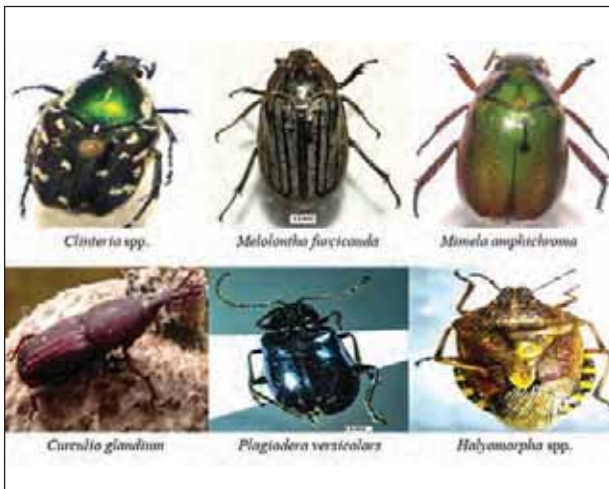 Clinteria spp.
Melolontha furcicauda
Mimela amphichroma
Curculio glandium
Plagiodera versicolora
Halyomorpha spp.